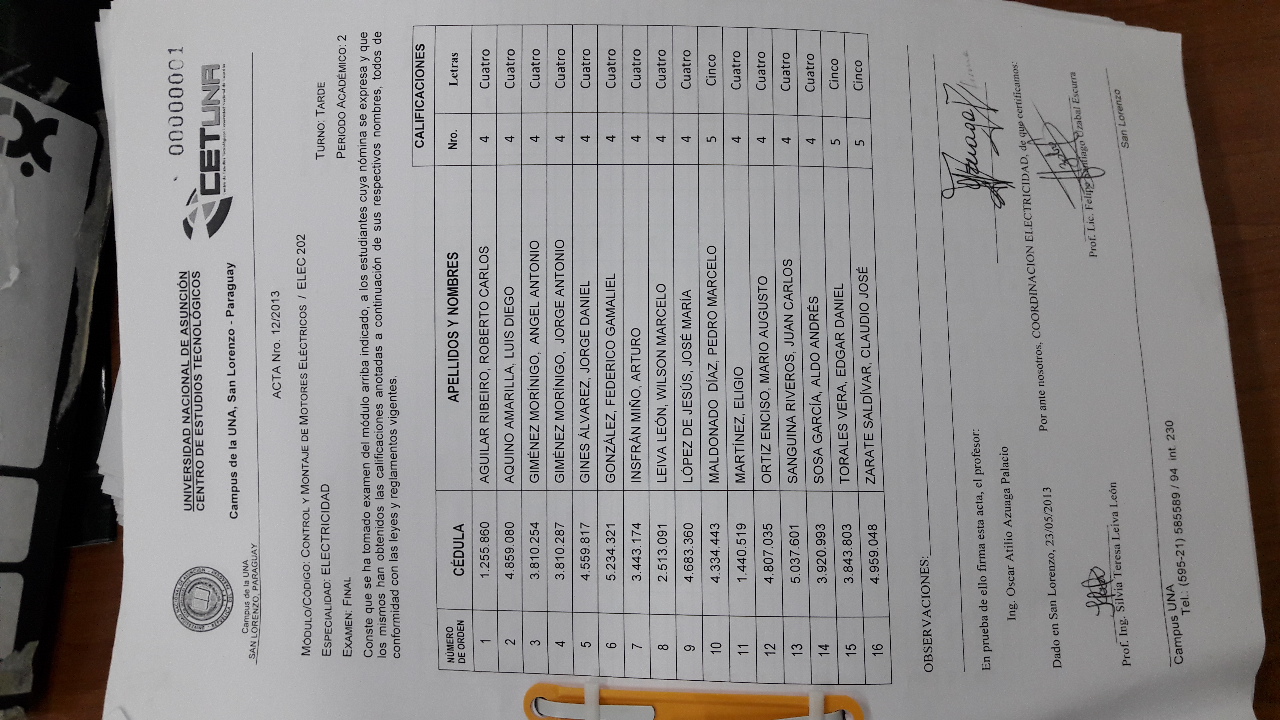 00000001
UNIVERSIDAD NACIONAL DE ASUNCIÓN
CENTRO DE ESTUDIOS TECNOLÓGICOS
CETUNA
Campus de la UNA, San Lorenzo - Paraguay
Campus de la UNA
SAN LORENZO, PARAGUAY
ACTA Nro. 12/2013
MÓDULO/CÓDIGO: CONTROL Y MONTAJE DE MOTORES ELÉCTRICOS / ELEC 202
ESPECIALIDAD: ELECTRICIDAD TURNO: TARDE
EXAMEN: FINAL PERIODO ACADÉMICO: 2
Conste que se ha tomado examen del módulo arriba indicado, a los estudiantes cuya nómina se expresa y que
los mismos han obtenidos las calificaciones anotadas a continuación de sus respectivos nombres, todos de
conformidad con las leyes y reglamentos vigentes.
CALIFICACIONES
NÚMERO DE ORDEN CÉDULA APELLIDOS Y NOMBRES Nro. Letras
1 1.255.860 AGUILAR RIBEIRO, ROBERTO CARLOS 4 Cuatro
2 4.859.080 AQUINO AMARILLA, LUIS DIEGO 4 Cuatro
3 3.810.254 GIMÉNEZ MORÍNIGO, ANGEL ANTONIO 4 Cuatro
4 3.810.287 GIMÉNEZ MORÍNIGO, JORGE ANTONIO 4 Cuatro
5 4.559.817 GINES ÁLVAREZ, JORGE DANIEL 4 Cuatro
6 5.234.321 GONZÁLEZ, FEDERICO GAMALIEL 4 Cuatro
7 3.443.174 INSFRÁN MIÑO, ARTURO 4 Cuatro
8 2.513.091 LEIVA LEÓN, WILSON MARCELO 4 Cuatro
9 4.683.360 LÓPEZ DE JESÚS, JOSÉ MARÍA 4 Cuatro
10 4.334.443 MALDONADO DÍAZ, PEDRO MARCELO 5 Cinco
11 1.440.519 MARTÍNEZ, ELIGIO 4 Cuatro
12 4.807.035 ORTIZ ENCISO, MARIO AUGUSTO 4 Cuatro
13 5.037.601 SANGUINA RIVEROS, JUAN CARLOS 4 Cuatro
14 3.920.993 SOSA GARCÍA, ALDO ANDRÉS 4 Cuatro
15 3.843.803 TORALES VERA, EDGAR DANIEL 5 Cinco
16 4.959.048 ZARATE SALDÍVAR, CLAUDIO JOSÉ 5 Cinco
OBSERVACIONES:
En prueba de ello firma esta acta, el profesor:
Ing. Oscar Atilio Azuaga Palacio
Dado en San Lorenzo, 23/05/2013 Por ante nosotros, COORDINACION ELECTRICIDAD, de que certificamos:
Prof. Ing. Silvia Teresa Leiva León Prof. Lic. Felipe Santiago Uzabal Escurra
San Lorenzo
Campus UNA
Tel.: (595-21) 585589 / 94 int. 230